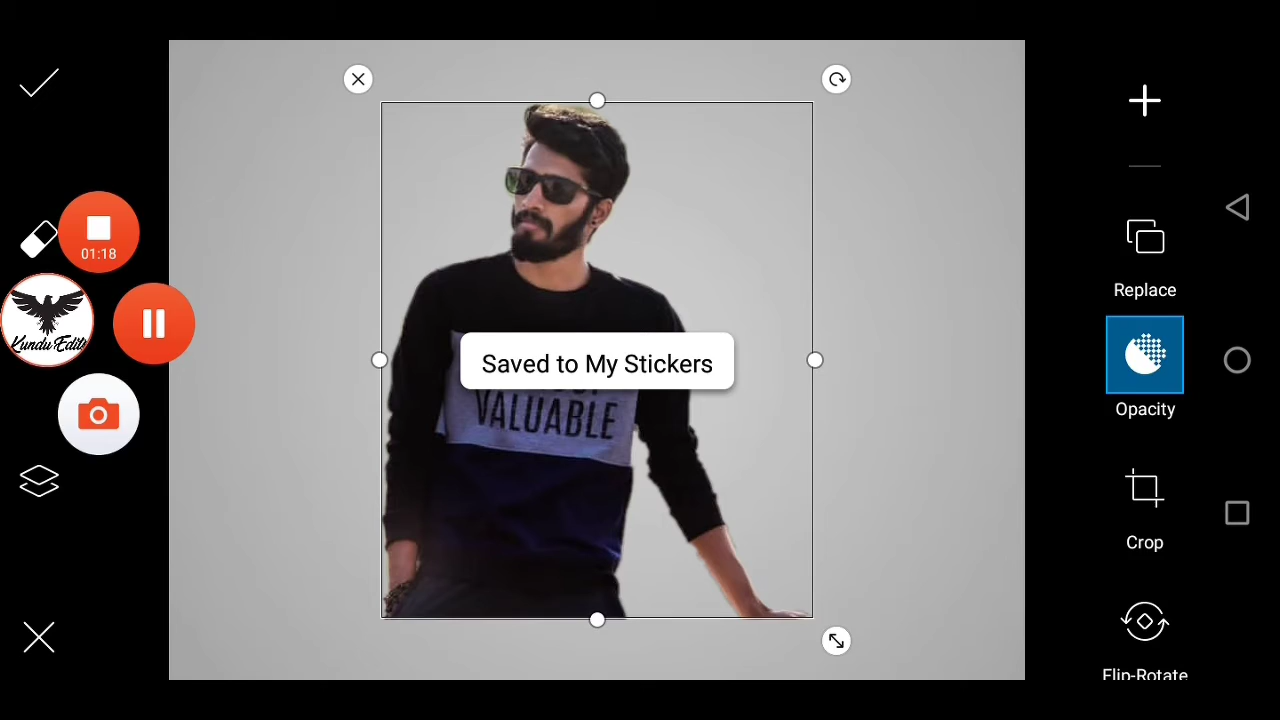 01:18
Kundu Edits
Saved to My Stickers
VALUABLE
Replace
Opacity
Crop
Flip-Rotate